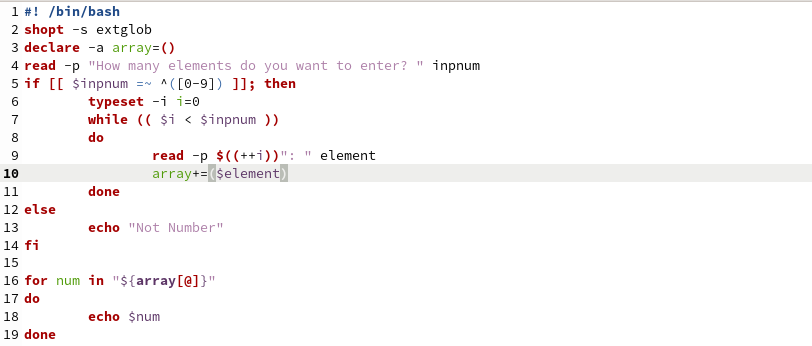 1 #! /bin/bash
2 shopt -s extglob
3 declare -a array=()
4 read -p "How many elements do you want to enter? " inpnum
5 if [[ $inpnum =~ ^([0-9]) ]]; then
6         typeset -i i=0
7         while (( $i < $inpnum ))
8         do
9                 read -p $((++i))": " element
10                 array+=($element)
11         done
12 else
13         echo "Not Number"
14 fi
15
16 for num in "${array[@]}"
17 do
18         echo $num
19 done